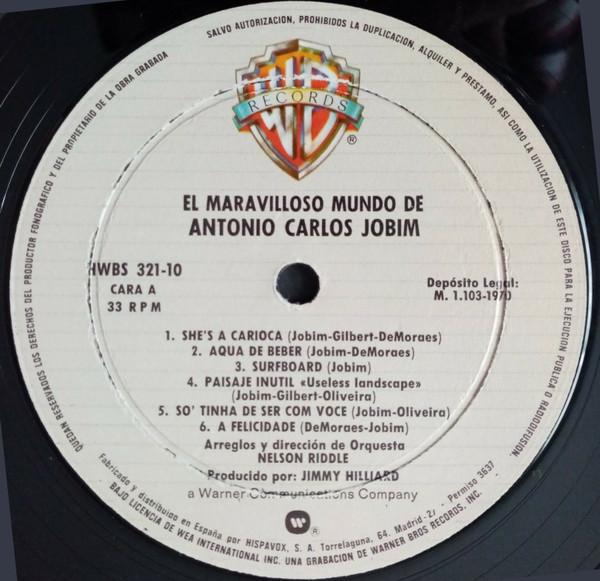 QUEDAN RESERVADOS LOS DERECHOS DEL PRODUCTOR FONOGRAFICO Y DEL PROPIETARIO DE LA OBRA GRABADA
SALVO AUTORIZACION, PROHIBIDOS LA DUPLICACION, ALQUILER Y PRESTAMO, ASI COMO LA UTILIZACION DE ESTE DISCO PARA LA EJECUCION PUBLICA O RADIODIFUSION.
WB
RECORDS
®
EL MARAVILLOSO MUNDO DE
ANTONIO CARLOS JOBIM
HWBS 321-10
CARA A
33 RPM
Depósito Legal:
M. 1.103-1970
1. SHE'S A CARIOCA (Jobim-Gilbert-DeMoraes)
2. AQUA DE BEBER (Jobim-DeMoraes)
3. SURFBOARD (Jobim)
4. PAISAJE INUTIL «Useless landscape»
(Jobim-Gilbert-Oliveira)
5. SO' TINHA DE SER COM VOCE (Jobim-Oliveira)
6. A FELICIDADE (DeMoraes-Jobim)
Arreglos y dirección de Orquesta
NELSON RIDDLE
Producido por: JIMMY HILLIARD
a Warner Communications Company
®
Fabricado y distribuido en España por HISPAVOX, S. A. Torrelaguna, 64. Madrid-27 - Permiso 3637
BAJO LICENCIA DE WEA INTERNATIONAL INC. UNA GRABACION DE WARNER BROS RECORDS. INC.